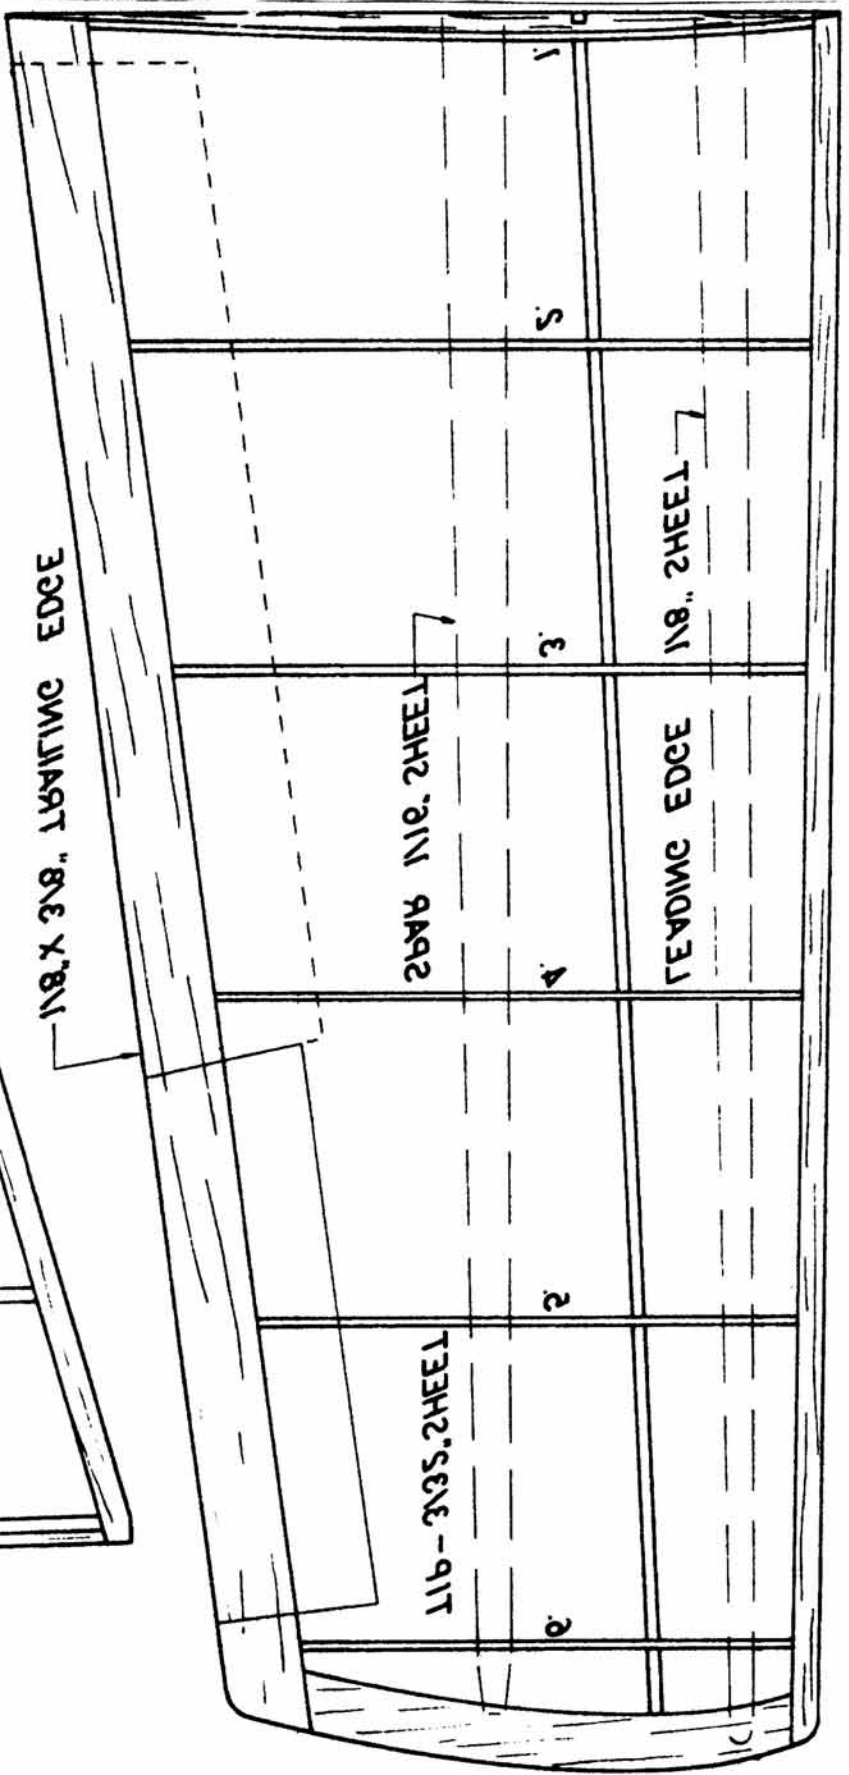 1/8" X 3/8" TRAILING EDGE
SPAR 1/16" SHEET
LEADING EDGE 1/8" SHEET
TIP - 3/32" SHEET
1.
2.
3.
4.
5.
6.